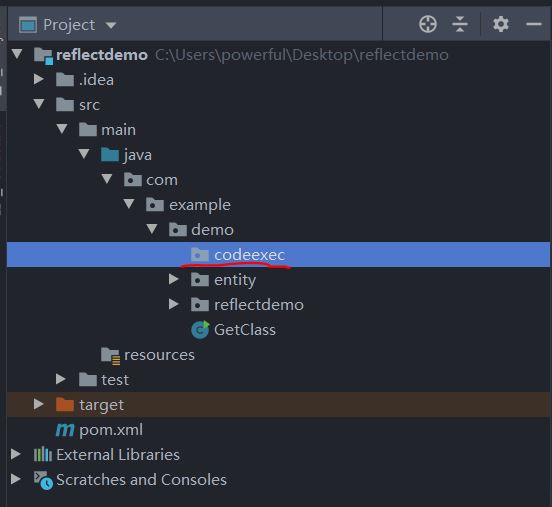 Project
reflectdemo C:\Users\powerful\Desktop\reflectdemo
.idea
src
main
java
com
example
demo
codeexec
entity
reflectdemo
GetClass
resources
test
target
pom.xml
External Libraries
Scratches and Consoles